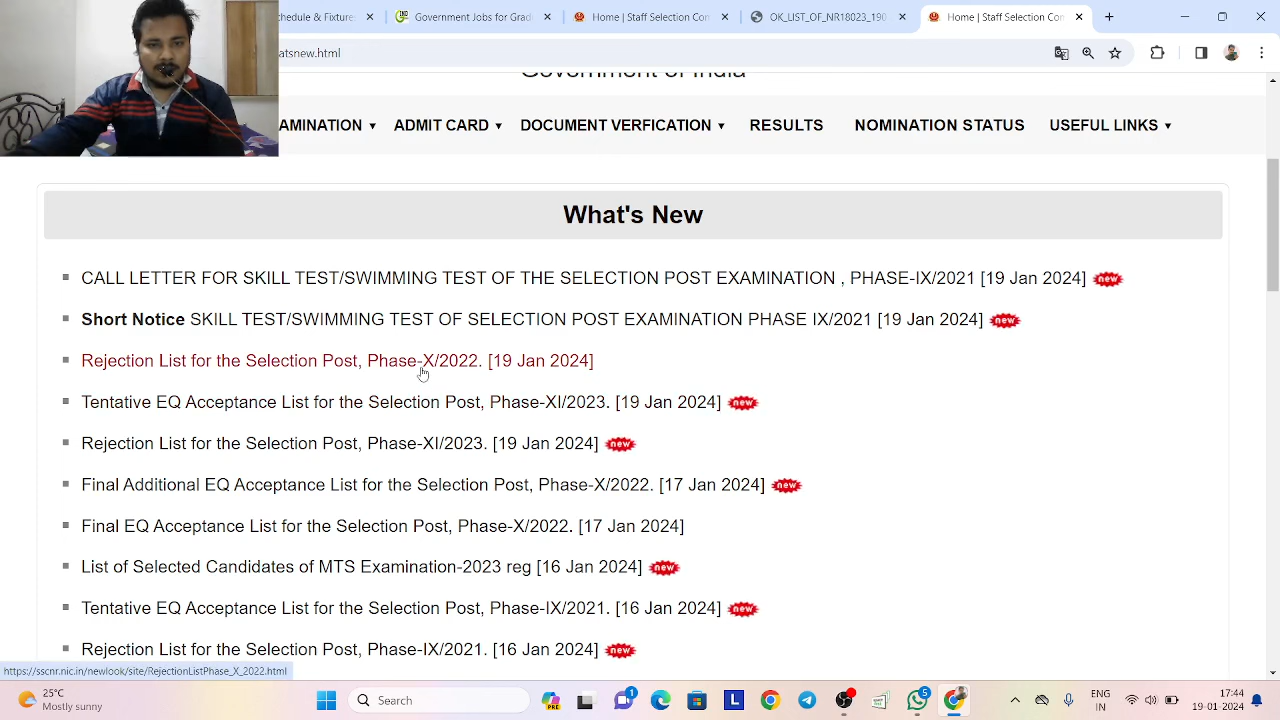 chedule & Fixture
Government Jobs for Grad
Home | Staff Selection Com
OK_LIST_OF_NR18023_190
Home | Staff Selection Com
atsnew.html
Government of India
AMINATION ▾ ADMIT CARD ▾ DOCUMENT VERFICATION ▾ RESULTS NOMINATION STATUS USEFUL LINKS ▾
What's New
CALL LETTER FOR SKILL TEST/SWIMMING TEST OF THE SELECTION POST EXAMINATION , PHASE-IX/2021 [19 Jan 2024] new
Short Notice SKILL TEST/SWIMMING TEST OF SELECTION POST EXAMINATION PHASE IX/2021 [19 Jan 2024] new
Rejection List for the Selection Post, Phase-X/2022. [19 Jan 2024]
Tentative EQ Acceptance List for the Selection Post, Phase-XI/2023. [19 Jan 2024] new
Rejection List for the Selection Post, Phase-XI/2023. [19 Jan 2024] new
Final Additional EQ Acceptance List for the Selection Post, Phase-X/2022. [17 Jan 2024] new
Final EQ Acceptance List for the Selection Post, Phase-X/2022. [17 Jan 2024]
List of Selected Candidates of MTS Examination-2023 reg [16 Jan 2024] new
Tentative EQ Acceptance List for the Selection Post, Phase-IX/2021. [16 Jan 2024] new
Rejection List for the Selection Post, Phase-IX/2021. [16 Jan 2024] new
https://sscnr.nic.in/newlook/site/RejectionListPhase_X_2022.html
25°C
Mostly sunny
Search
1
L
5
ENG
IN
17:44
19-01-2024